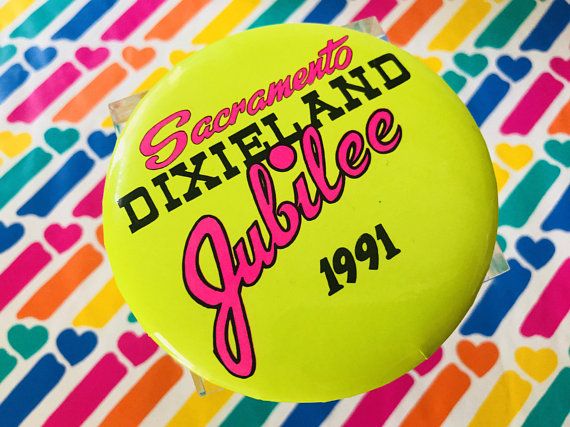 Sacramento
DIXIELAND
Jubilee
1991